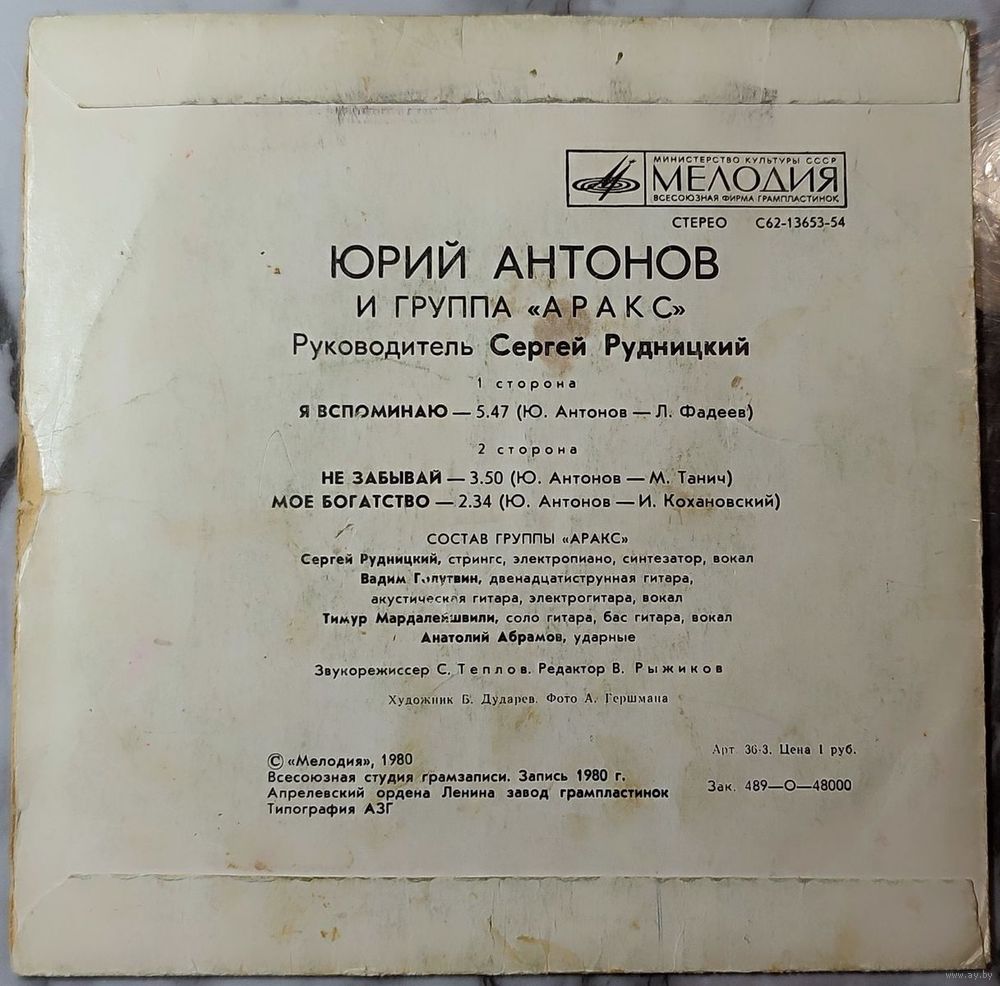 МИНИСТЕРСТВО КУЛЬТУРЫ СССР
МЕЛОДИЯ
ВСЕСОЮЗНАЯ ФИРМА ГРАМПЛАСТИНОК
СТЕРЕО С62-13653-54
ЮРИЙ АНТОНОВ
И ГРУППА «АРАКС»
Руководитель Сергей Рудницкий
1 сторона
Я ВСПОМИНАЮ — 5.47 (Ю. Антонов — Л. Фадеев)
2 сторона
НЕ ЗАБЫВАЙ — 3.50 (Ю. Антонов — М. Танич)
МОЕ БОГАТСТВО — 2.34 (Ю. Антонов — И. Кохановский)
СОСТАВ ГРУППЫ «АРАКС»
Сергей Рудницкий, стрингс, электропиано, синтезатор, вокал
Вадим Голутвин, двенадцатиструнная гитара,
акустическая гитара, электрогитара, вокал
Тимур Мардалейшвили, соло гитара, бас гитара, вокал
Анатолий Абрамов, ударные
Звукорежиссер С. Теплов. Редактор В. Рыжиков
Художник Б. Дударев. Фото А. Гершмана
Арт. 36-3. Цена 1 руб.
© «Мелодия», 1980
Всесоюзная студия грамзаписи. Запись 1980 г.
Зак. 489—О—48000
Апрелевский ордена Ленина завод грампластинок
Типография АЗГ
www.ay.by